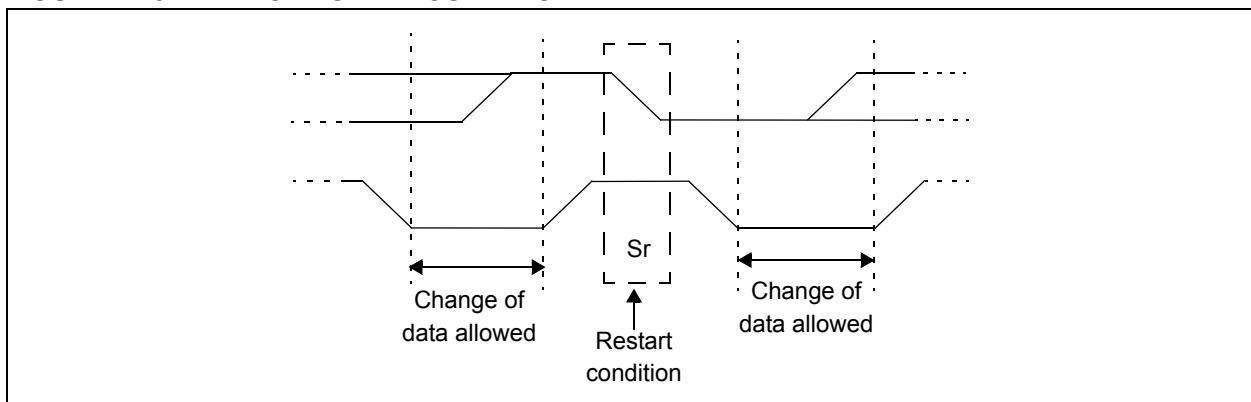 Sr
Change of
data allowed
Restart
condition
Change of
data allowed